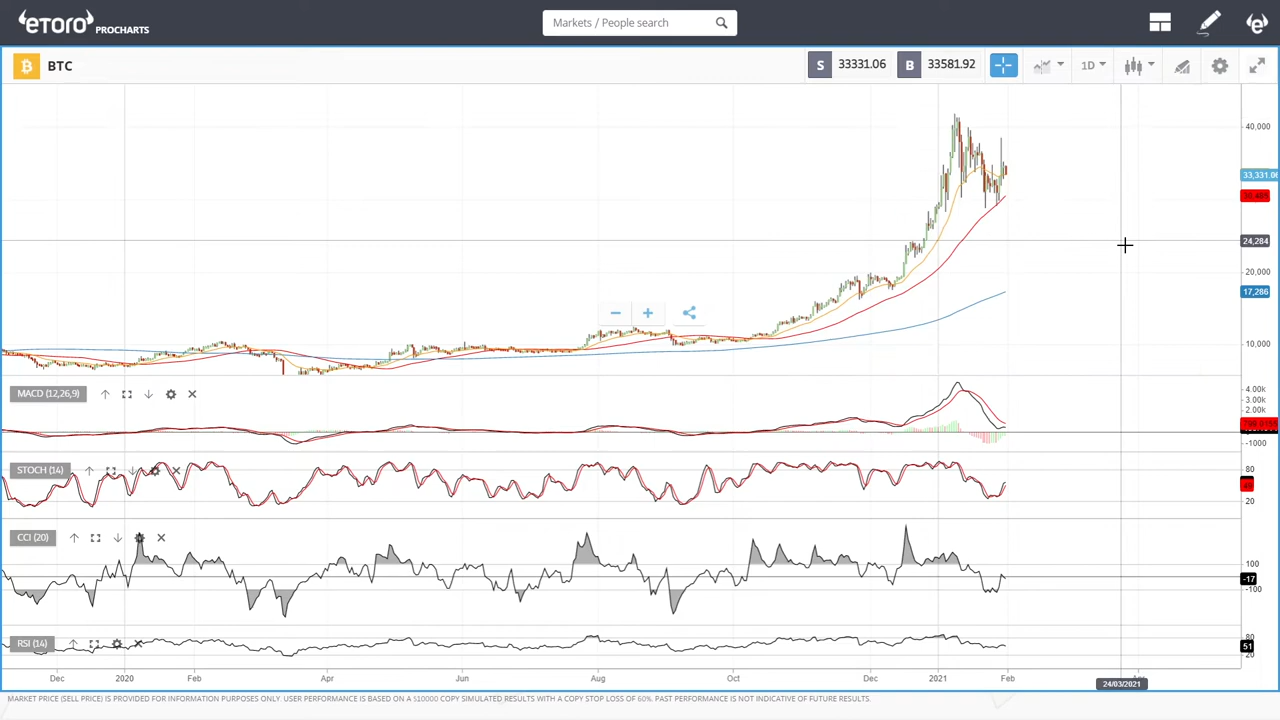 eToro PROCHARTS
Markets / People search
BTC
S 33331.06 B 33581.92 1D
40,000
33,331.06
24,284
20,000
17,286
10,000
MACD (12,26,9)
4.00k
3.00k
2.00k
-1000
STOCH (14)
80
20
CCI (20)
100
-17
-100
RSI (14)
80
51
20
Dec 2020 Feb Apr Jun Aug Oct Dec 2021 Feb
24/03/2021
MARKET PRICE (SELL PRICE) IS PROVIDED FOR INFORMATION PURPOSES ONLY. USER PERFORMANCE IS BASED ON A $10000 COPY SIMULATED RESULTS WITH A COPY STOP LOSS OF 60%. PAST PERFORMANCE IS NOT INDICATIVE OF FUTURE RESULTS.